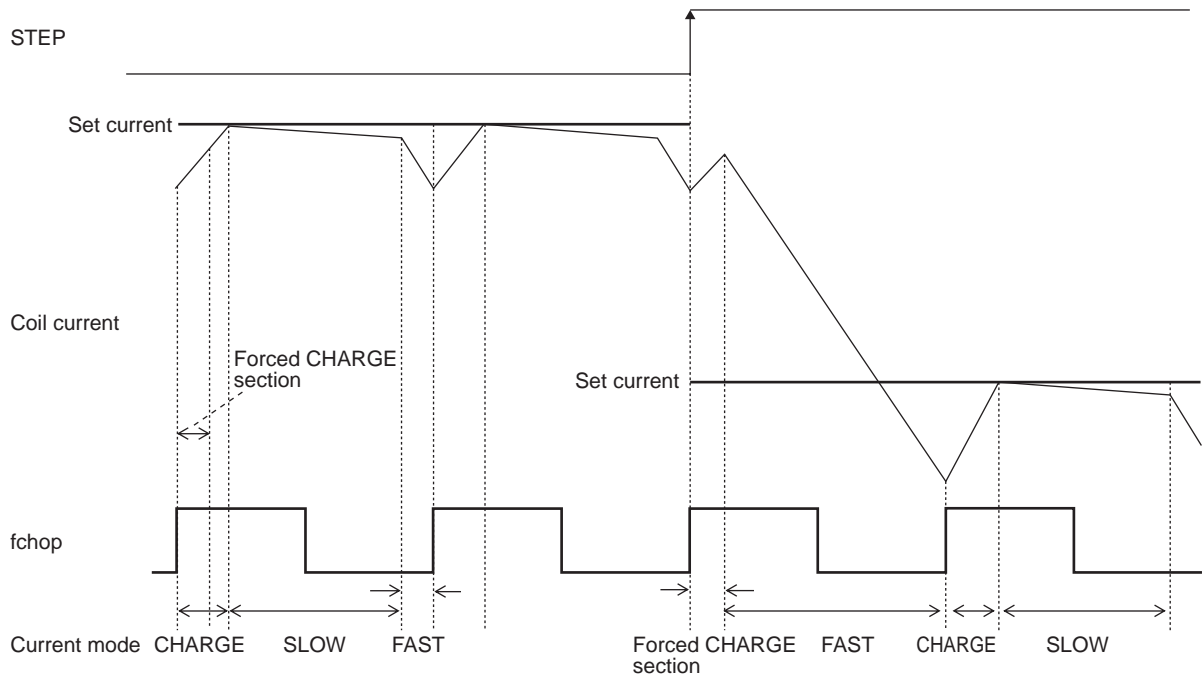 STEP
Set current
Coil current
Forced CHARGE
section
Set current
fchop
Current mode CHARGE SLOW FAST Forced CHARGE FAST CHARGE SLOW
section